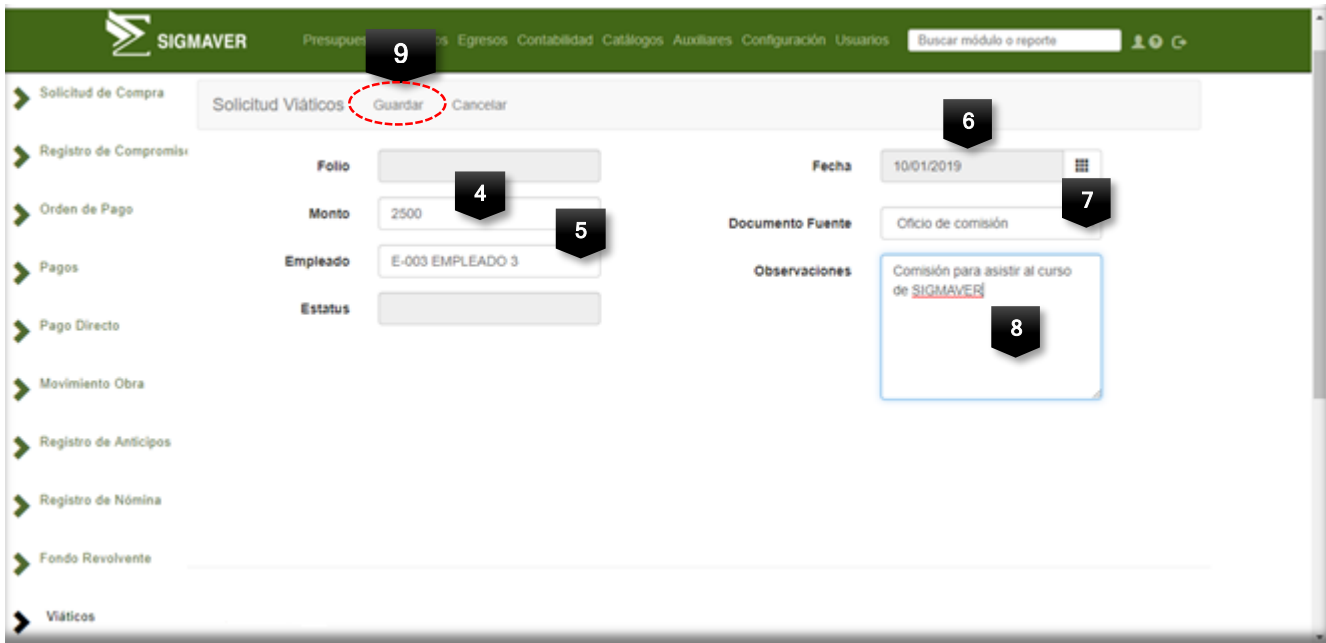 SIGMAVER
Egresos Contabilidad Catálogos Auxiliares Configuración Usuarios
Buscar módulo o reporte
9
Solicitud de Compra
Solicitud Viáticos Guardar Cancelar
6
Registro de Compromis
Folio
Fecha 10/01/2019
4
7
Orden de Pago
Monto 2500
Documento Fuente Oficio de comisión
5
Pagos
Empleado E-003 EMPLEADO 3
Observaciones Comisión para asistir al curso
de SIGMAVER
Estatus
8
Pago Directo
Movimiento Obra
Registro de Anticipos
Registro de Nómina
Fondo Revolvente
Viáticos